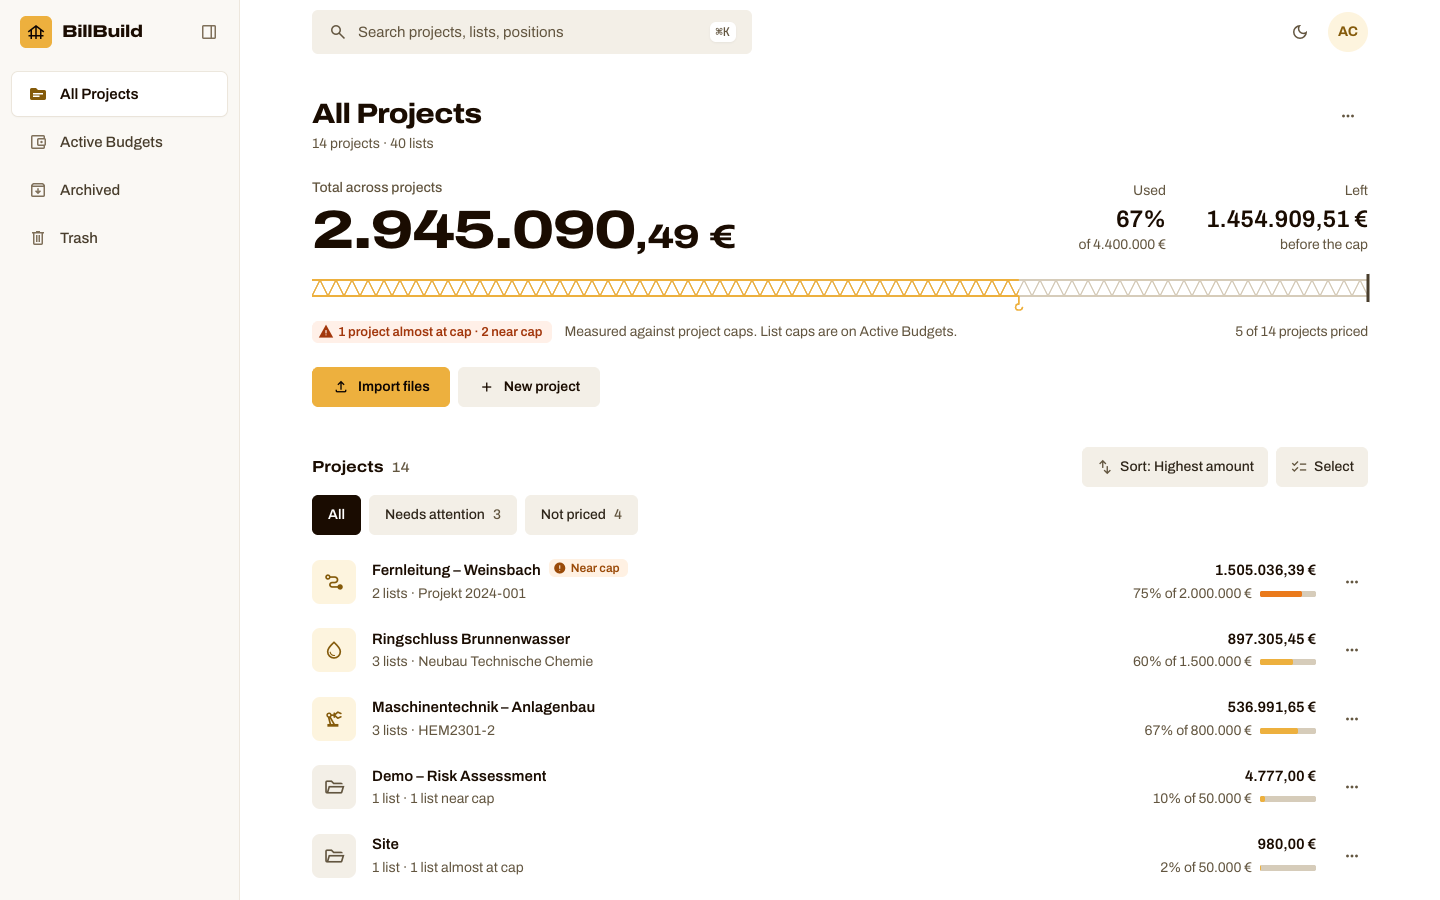 BillBuild
Search projects, lists, positions
⌘K
AC
All Projects
Active Budgets
Archived
Trash
All Projects
14 projects · 40 lists
Total across projects
2.945.090,49 €
Used
67%
of 4.400.000 €
Left
1.454.909,51 €
before the cap
1 project almost at cap · 2 near cap
Measured against project caps. List caps are on Active Budgets.
5 of 14 projects priced
Import files
New project
Projects 14
Sort: Highest amount
Select
All
Needs attention 3
Not priced 4
Fernleitung – Weinsbach
Near cap
2 lists · Projekt 2024-001
1.505.036,39 €
75% of 2.000.000 €
Ringschluss Brunnenwasser
3 lists · Neubau Technische Chemie
897.305,45 €
60% of 1.500.000 €
Maschinentechnik – Anlagenbau
3 lists · HEM2301-2
536.991,65 €
67% of 800.000 €
Demo – Risk Assessment
1 list · 1 list near cap
4.777,00 €
10% of 50.000 €
Site
1 list · 1 list almost at cap
980,00 €
2% of 50.000 €